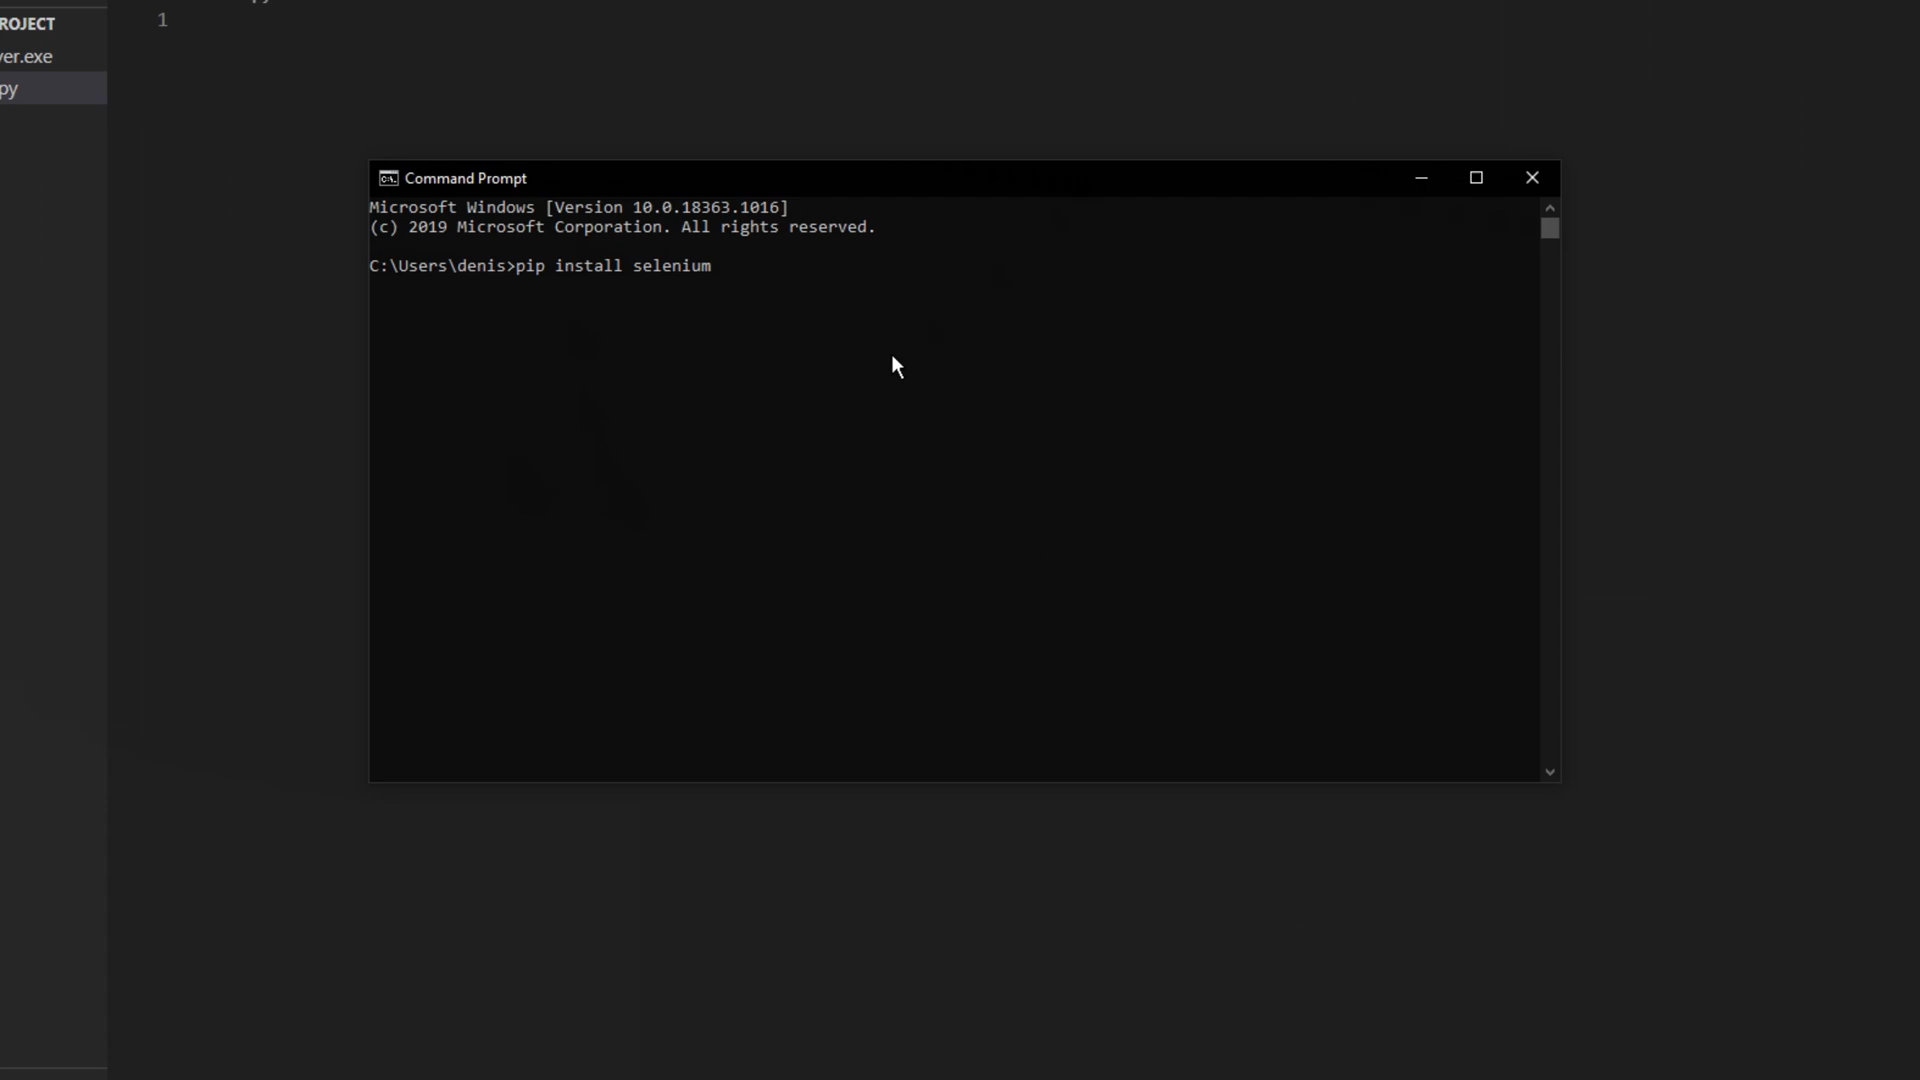 ROJECT
1
ver.exe
py
Command Prompt
Microsoft Windows [Version 10.0.18363.1016]
(c) 2019 Microsoft Corporation. All rights reserved.
C:\Users\denis>pip install selenium